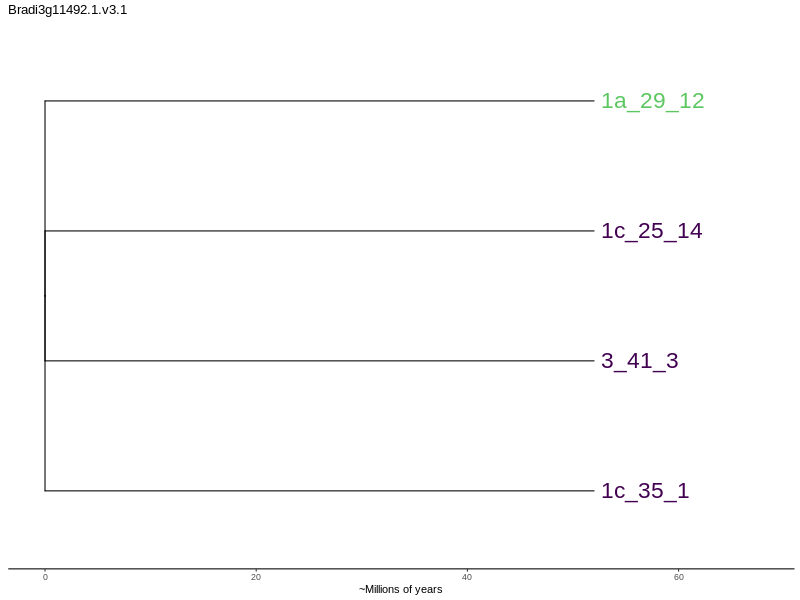 Bradi3g11492.1.v3.1
1a_29_12
1c_25_14
3_41_3
1c_35_1
0 20 40 60
~Millions of years